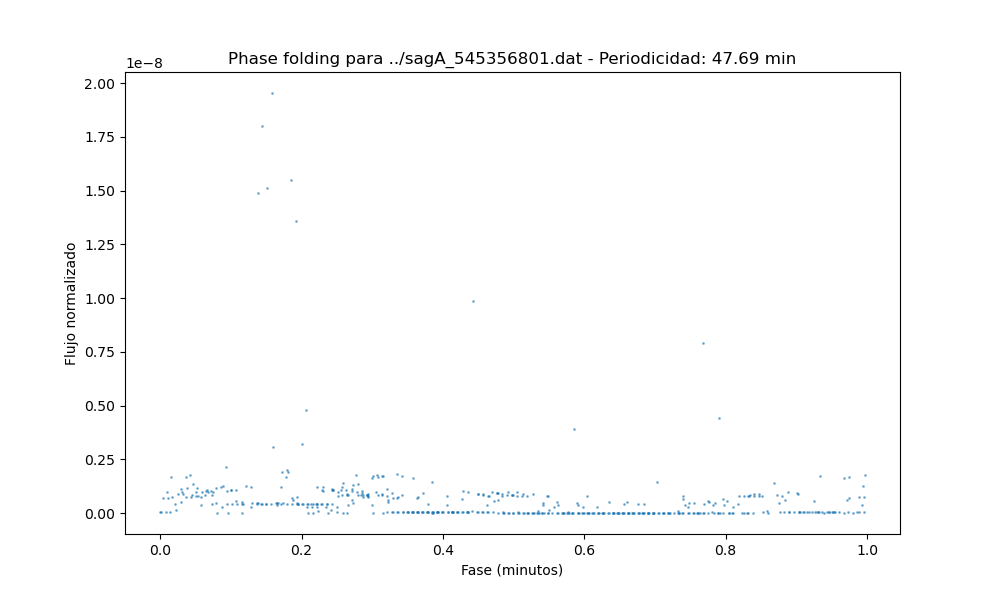 Phase folding para ../sagA_545356801.dat - Periodicidad: 47.69 min
1e−8
2.00
1.75
1.50
1.25
1.00
0.75
0.50
0.25
0.00
Flujo normalizado
0.0 0.2 0.4 0.6 0.8 1.0
Fase (minutos)